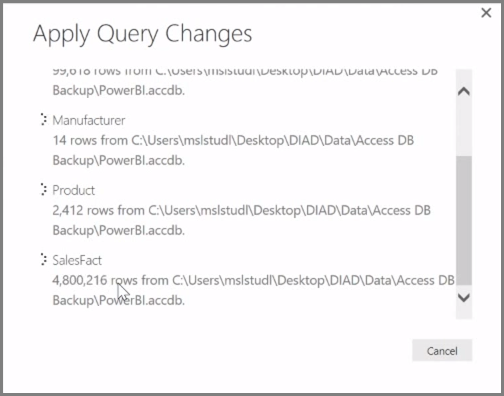 Apply Query Changes
99,618 rows from C:\Users\mslstudl\Desktop\DIAD\Data\Access DB
Backup\PowerBI.accdb.
Manufacturer
14 rows from C:\Users\mslstudl\Desktop\DIAD\Data\Access DB
Backup\PowerBI.accdb.
Product
2,412 rows from C:\Users\mslstudl\Desktop\DIAD\Data\Access DB
Backup\PowerBI.accdb.
SalesFact
4,800,216 rows from C:\Users\mslstudl\Desktop\DIAD\Data\Access DB
Backup\PowerBI.accdb.
Cancel